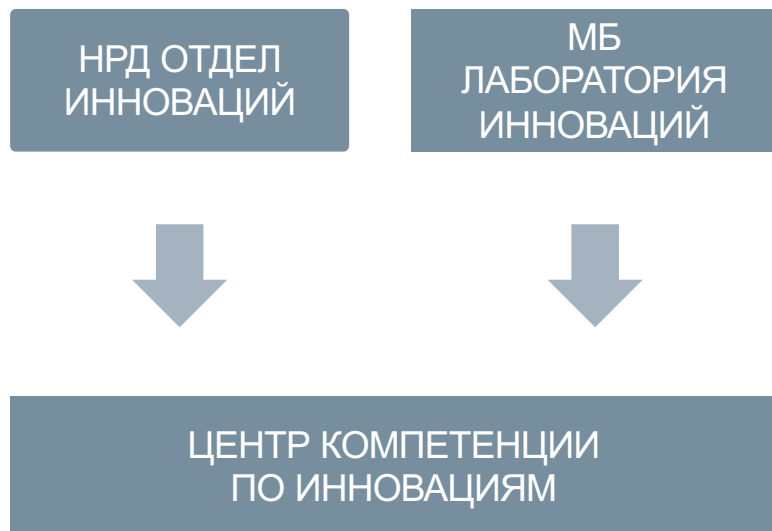 НРД ОТДЕЛ
ИННОВАЦИЙ
МБ
ЛАБОРАТОРИЯ
ИННОВАЦИЙ
ЦЕНТР КОМПЕТЕНЦИИ
ПО ИННОВАЦИЯМ